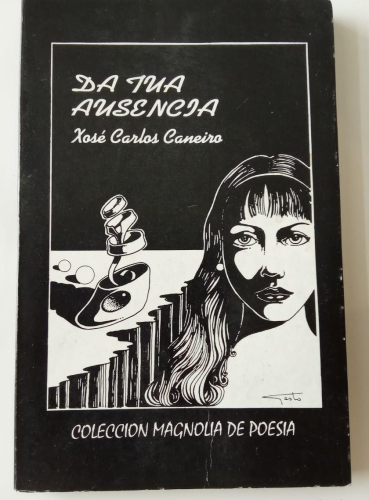 DA TUA
AUSENCIA
Xosé Carlos Caneiro
COLECCION MAGNOLIA DE POESIA